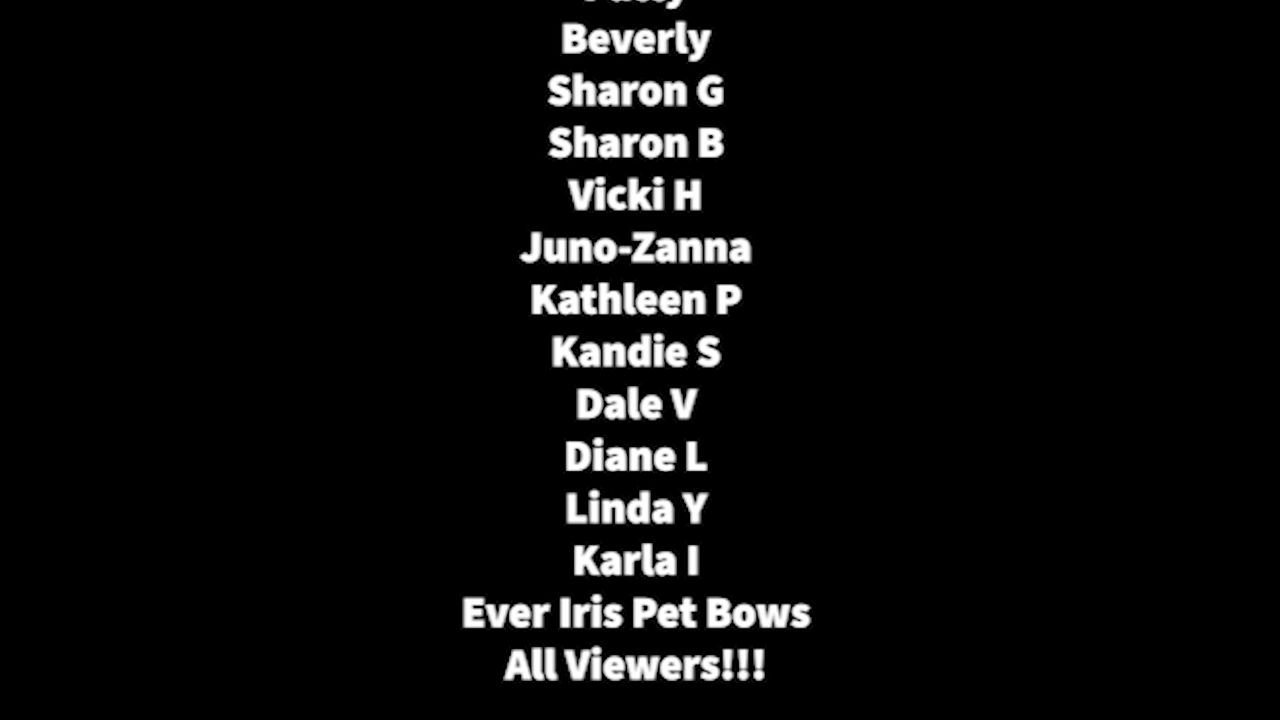 Beverly
Sharon G
Sharon B
Vicki H
Juno-Zanna
Kathleen P
Kandie S
Dale V
Diane L
Linda Y
Karla I
Ever Iris Pet Bows
All Viewers!!!